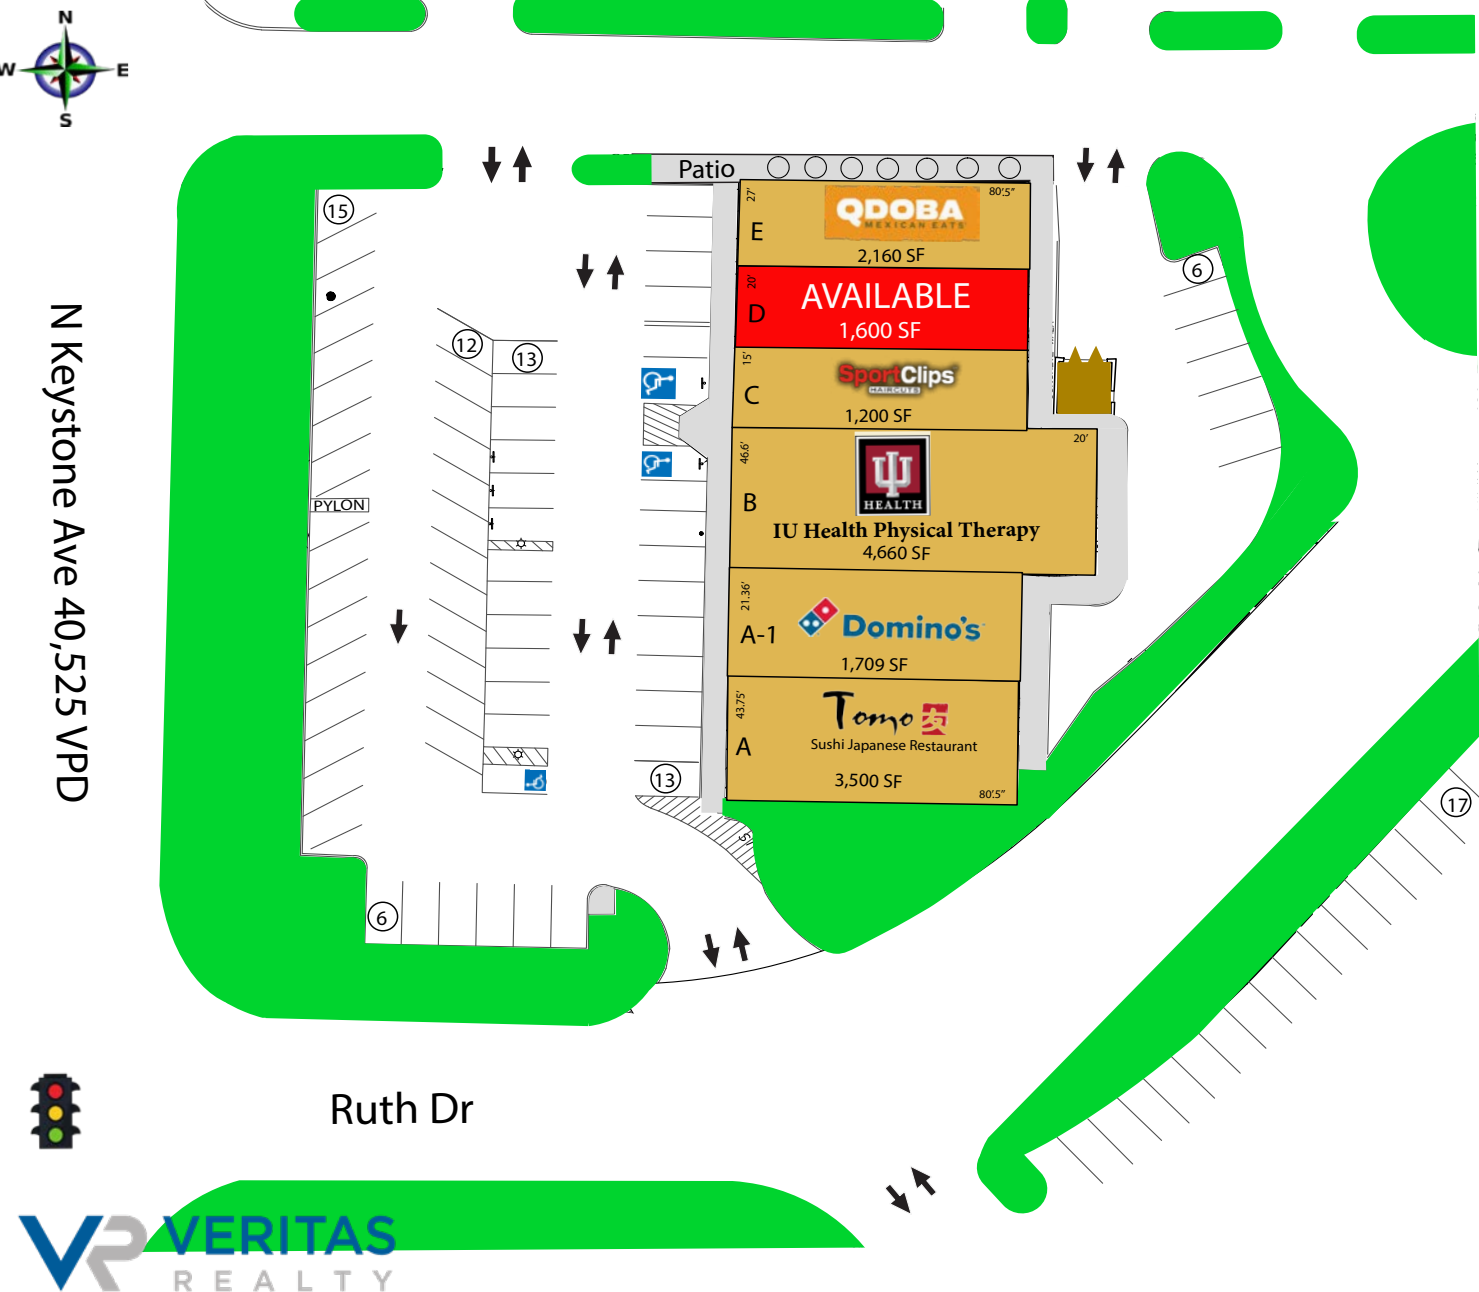 N
W
E
S
Patio
15
27'
QDOBA
MEXICAN EATS
80'.5"
E
2,160 SF
6
20'
AVAILABLE
D
1,600 SF
12
13
15'
SportClips
HAIRCUTS
C
1,200 SF
20'
46.6'
HEALTH
B
IU Health Physical Therapy
4,660 SF
PYLON
N Keystone Ave 40,525 VPD
21.36'
A-1
Domino's
1,709 SF
43.75'
Tomo
友
Sushi Japanese Restaurant
A
3,500 SF
80'.5"
13
17
5'
6
Ruth Dr
VR VERITAS
REALTY